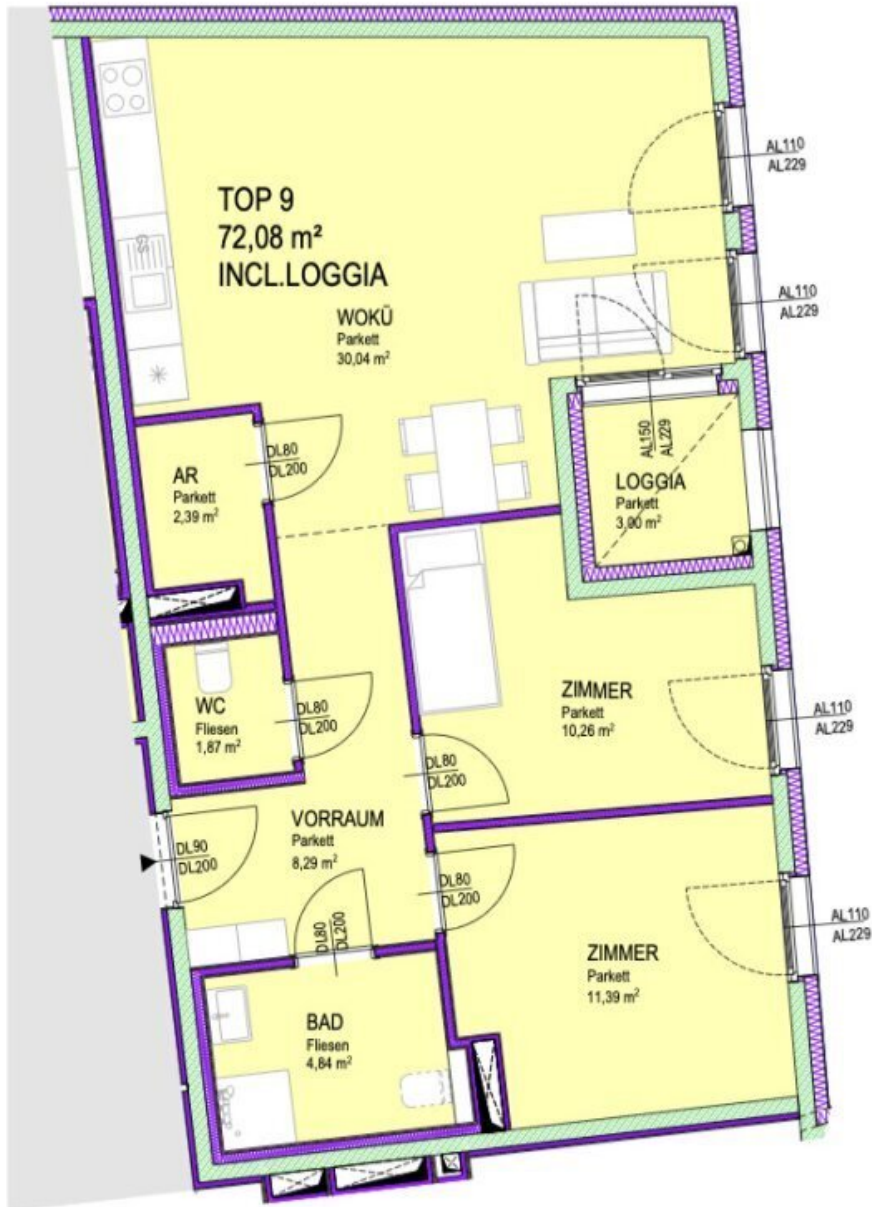 TOP 9
72,08 m²
INCL.LOGGIA
WOKÜ
Parkett
30,04 m²
AL110
AL229
AL110
AL229
AL150
AL229
LOGGIA
Parkett
3,00 m²
DL80
DL200
AR
Parkett
2,39 m²
WC
Fliesen
1,87 m²
DL80
DL200
ZIMMER
Parkett
10,26 m²
AL110
AL229
DL80
DL200
VORRAUM
Parkett
8,29 m²
DL90
DL200
DL80
DL200
DL80
DL200
ZIMMER
Parkett
11,39 m²
AL110
AL229
BAD
Fliesen
4,84 m²